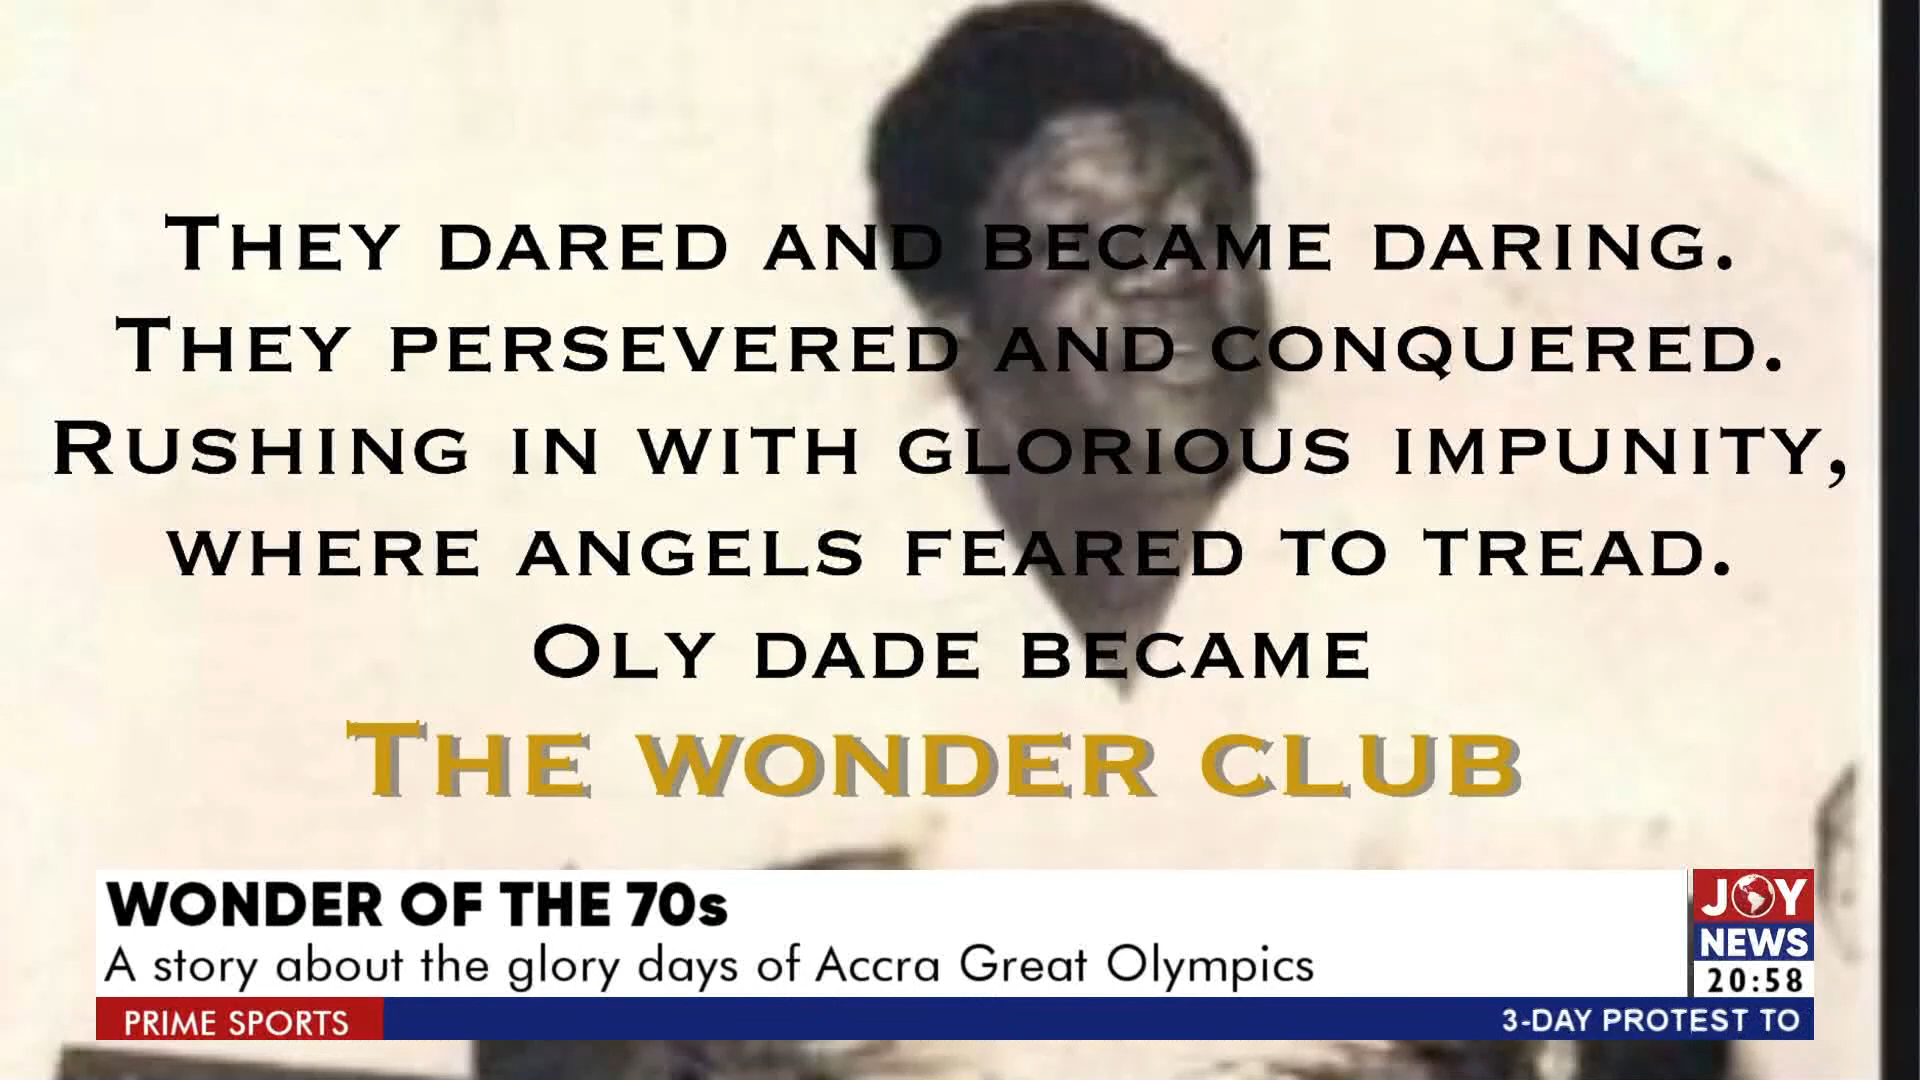 THEY DARED AND BECAME DARING.
THEY PERSEVERED AND CONQUERED.
RUSHING IN WITH GLORIOUS IMPUNITY,
WHERE ANGELS FEARED TO TREAD.
OLY DADE BECAME
THE WONDER CLUB
WONDER OF THE 70s
A story about the glory days of Accra Great Olympics
JOY
NEWS
20:58
PRIME SPORTS
3-DAY PROTEST TO